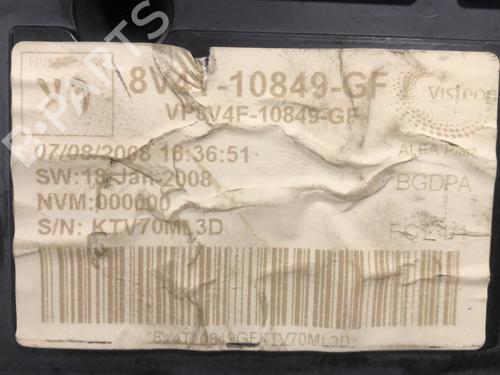 8V4T-10849-GF
VP8V4F-10849-GF
Visteon
07/08/2008 16:36:51
SW: 18-Jan-2008
BGDPA
NVM:000000
S/N: KTV70ML3D
*8V4T10849GFKTV70ML3D*
B-PARTS